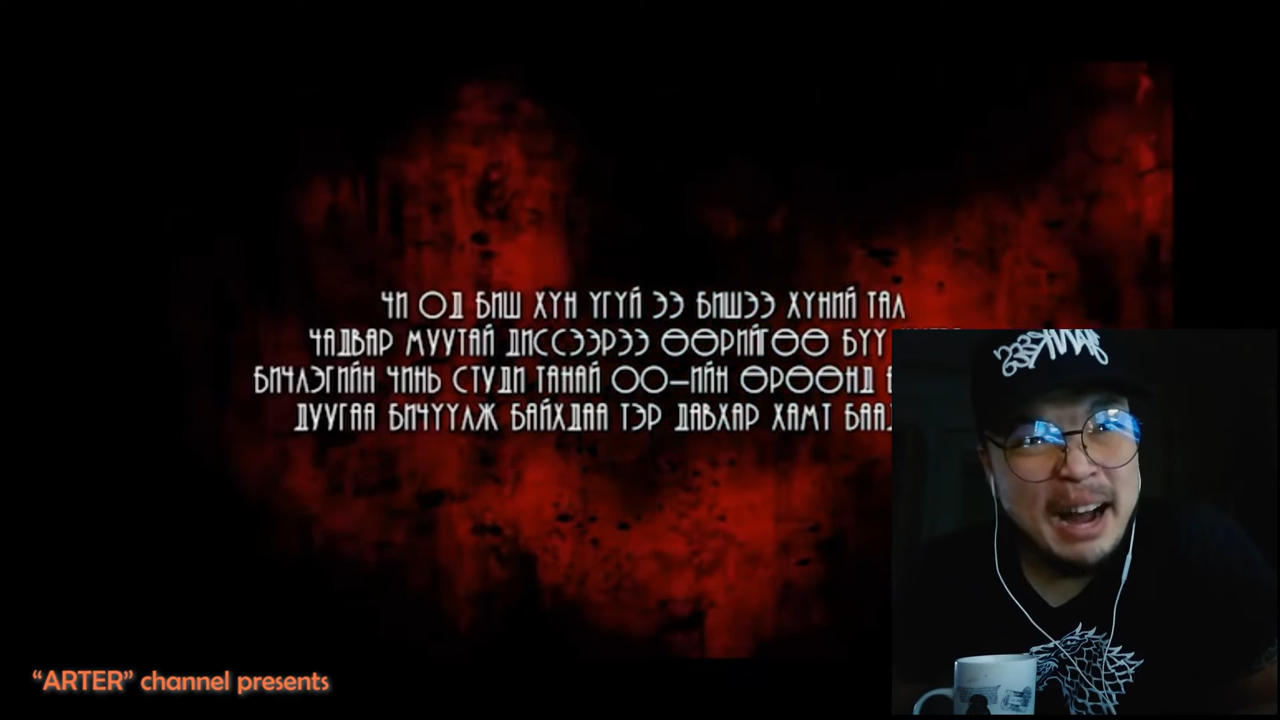 ЧИ ОД БИШ ХҮН ҮГҮЙ ЭЭ БИШЭЭ ХҮНИЙ ТАЛ
ЧАДВАР МУУТАЙ ДИССЭЭРЭЭ ӨӨРИЙГӨӨ БҮҮ
БИЧЛЭГИЙН ЧИНЬ СТУДИ ТАНАЙ ОО-ИЙН ӨРӨӨНД
ДУУГАА БИЧҮҮЛЖ БАЙХДАА ТЭР ДАВХАР ХАМТ
"ARTER" channel presents